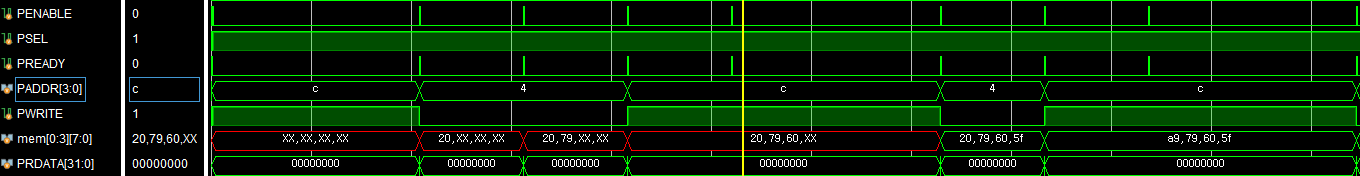 PENABLE 0
PSEL 1
PREADY 0
PADDR[3:0] c c 4 c 4 c
PWRITE 1
mem[0:3][7:0] 20,79,60,XX XX,XX,XX,XX 20,XX,XX,XX 20,79,XX,XX 20,79,60,XX 20,79,60,5f a9,79,60,5f
PRDATA[31:0] 00000000 00000000 00000000 00000000 00000000 00000000 00000000